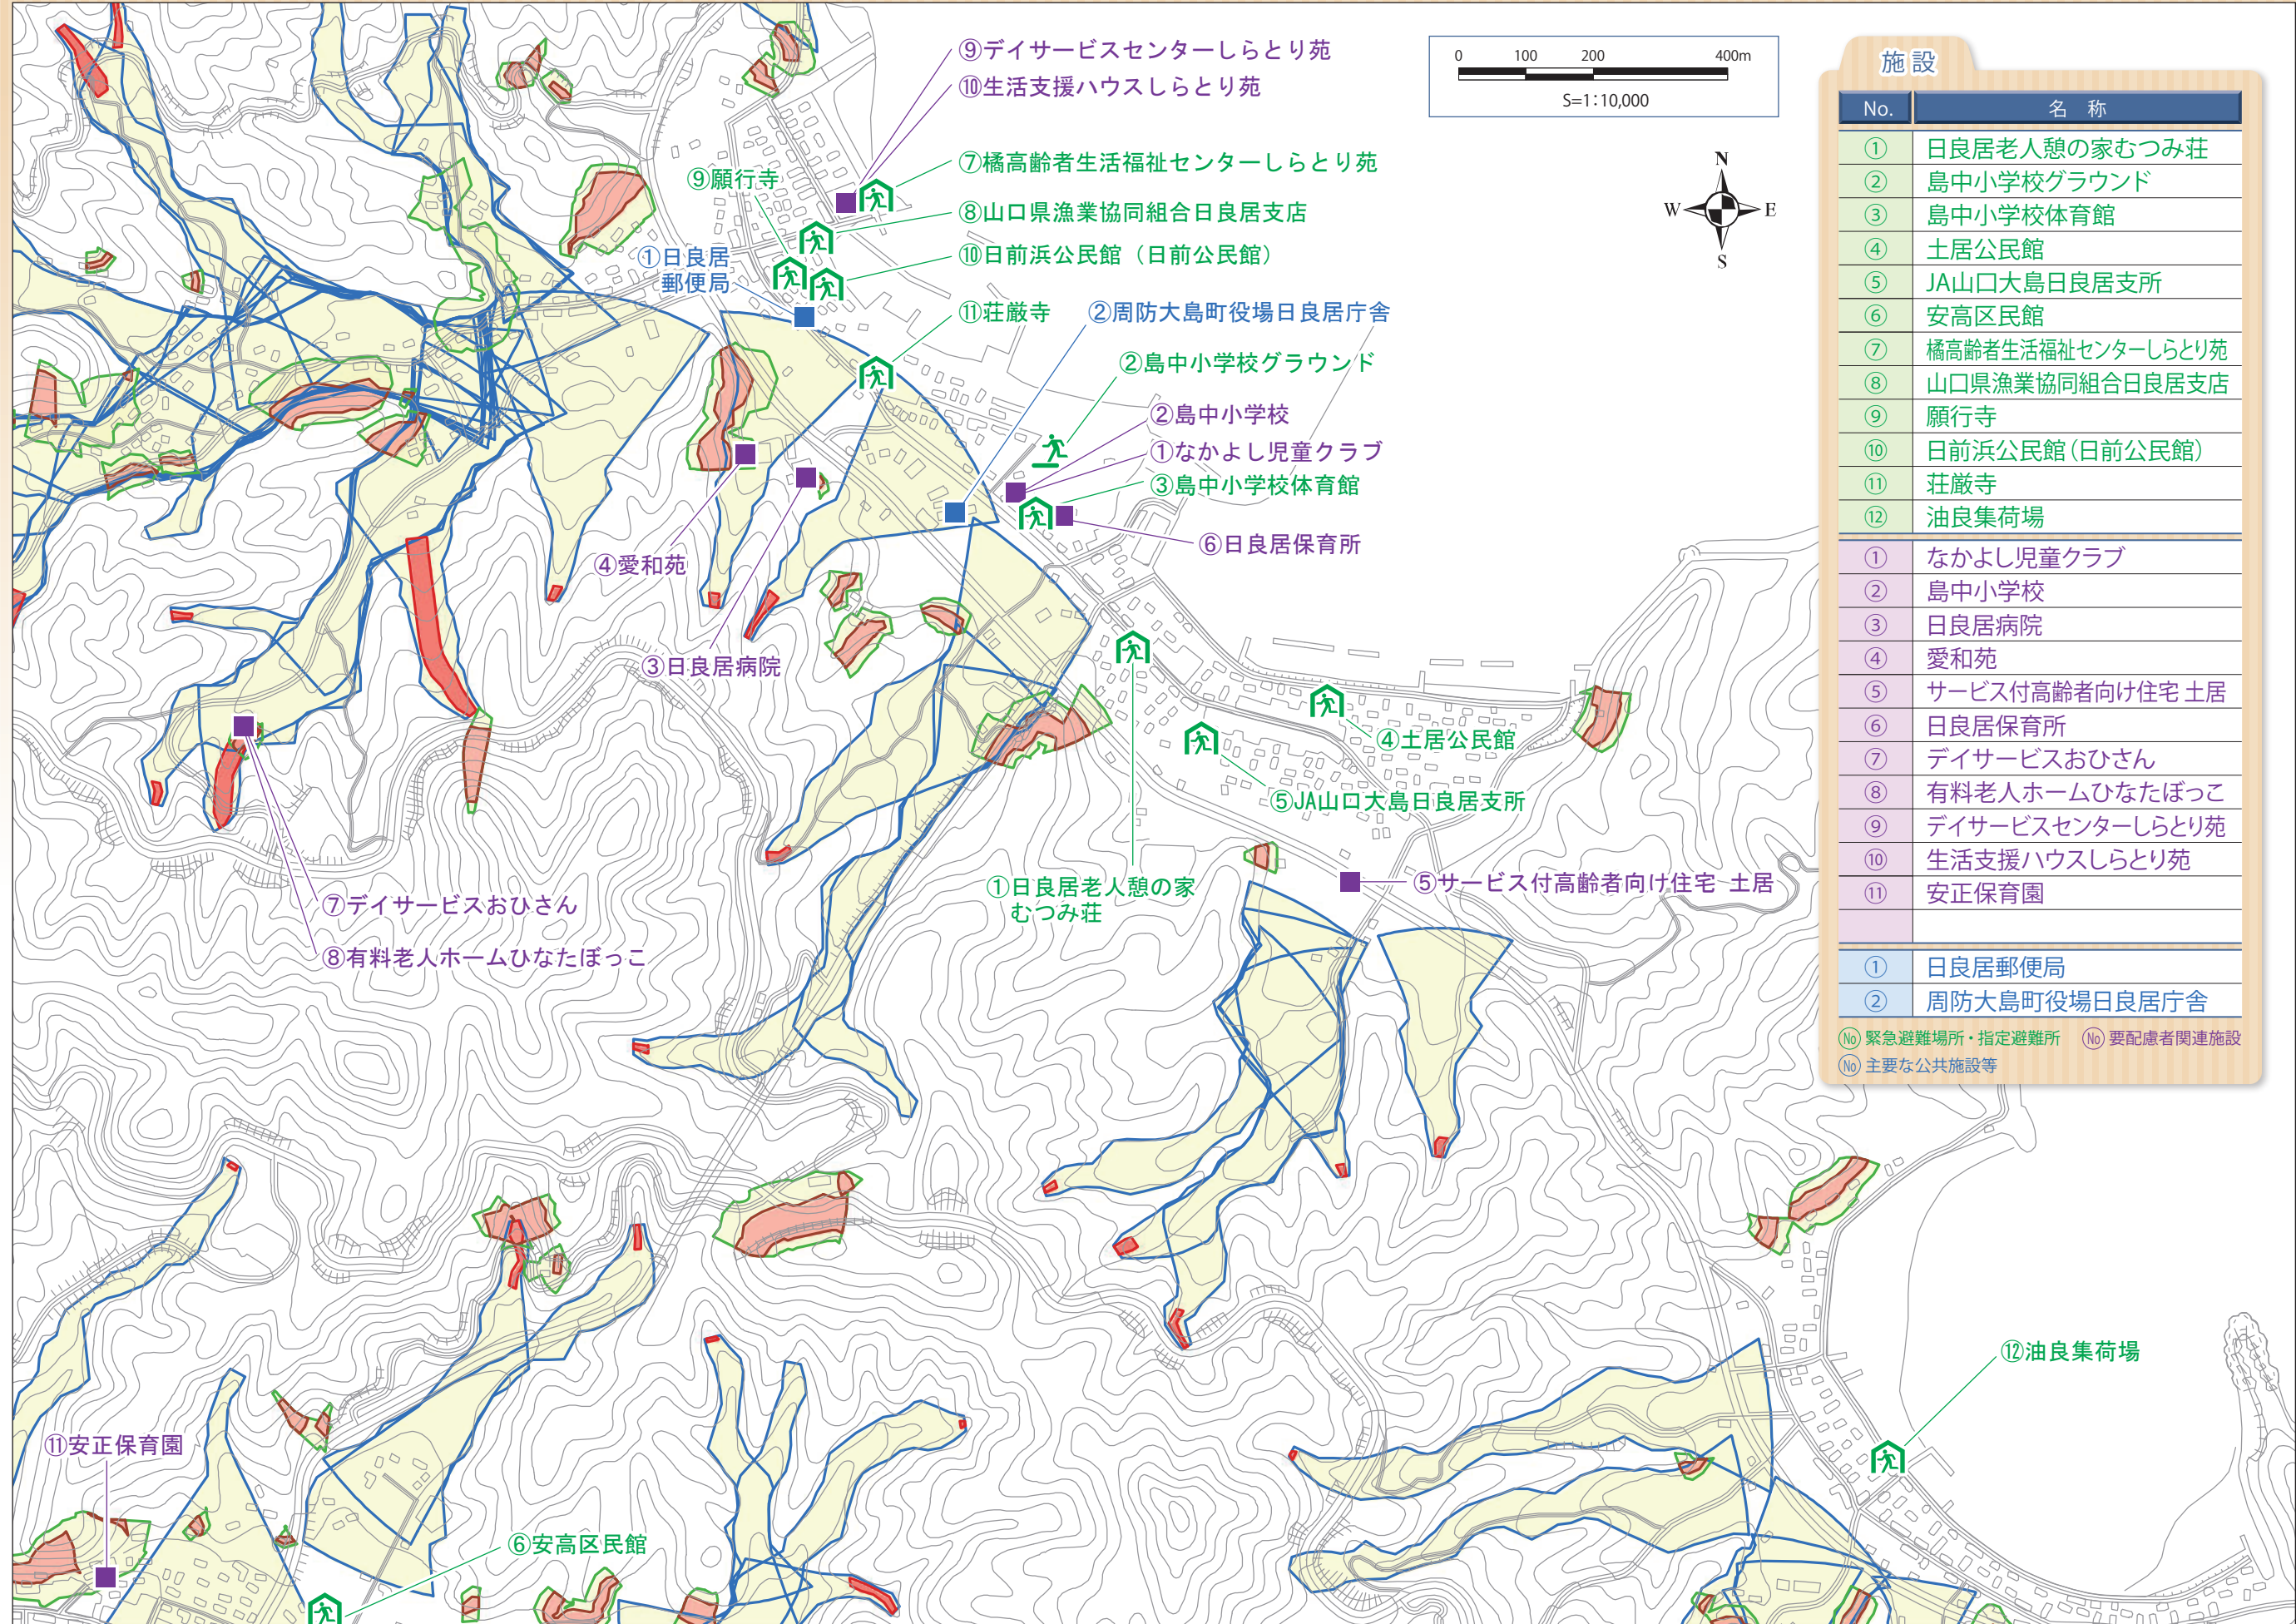 ⑨デイサービスセンターしらとり苑
⑩生活支援ハウスしらとり苑
⑦橘高齢者生活福祉センターしらとり苑
⑨願行寺
⑧山口県漁業協同組合日良居支店
①日良居
郵便局
⑩日前浜公民館（日前公民館）
⑪荘厳寺
②周防大島町役場日良居庁舎
②島中小学校グラウンド
②島中小学校
①なかよし児童クラブ
③島中小学校体育館
⑥日良居保育所
④愛和苑
③日良居病院
④土居公民館
⑤JA山口大島日良居支所
①日良居老人憩の家
むつみ荘
⑤サービス付高齢者向け住宅 土居
⑦デイサービスおひさん
⑧有料老人ホームひなたぼっこ
⑫油良集荷場
⑪安正保育園
⑥安高区民館
0 100 200 400m
S=1:10,000
N
W E
S
施設
No. 名 称
① 日良居老人憩の家むつみ荘
② 島中小学校グラウンド
③ 島中小学校体育館
④ 土居公民館
⑤ JA山口大島日良居支所
⑥ 安高区民館
⑦ 橘高齢者生活福祉センターしらとり苑
⑧ 山口県漁業協同組合日良居支店
⑨ 願行寺
⑩ 日前浜公民館(日前公民館)
⑪ 荘厳寺
⑫ 油良集荷場
① なかよし児童クラブ
② 島中小学校
③ 日良居病院
④ 愛和苑
⑤ サービス付高齢者向け住宅 土居
⑥ 日良居保育所
⑦ デイサービスおひさん
⑧ 有料老人ホームひなたぼっこ
⑨ デイサービスセンターしらとり苑
⑩ 生活支援ハウスしらとり苑
⑪ 安正保育園
① 日良居郵便局
② 周防大島町役場日良居庁舎
No 緊急避難場所・指定避難所 No 要配慮者関連施設
No 主要な公共施設等